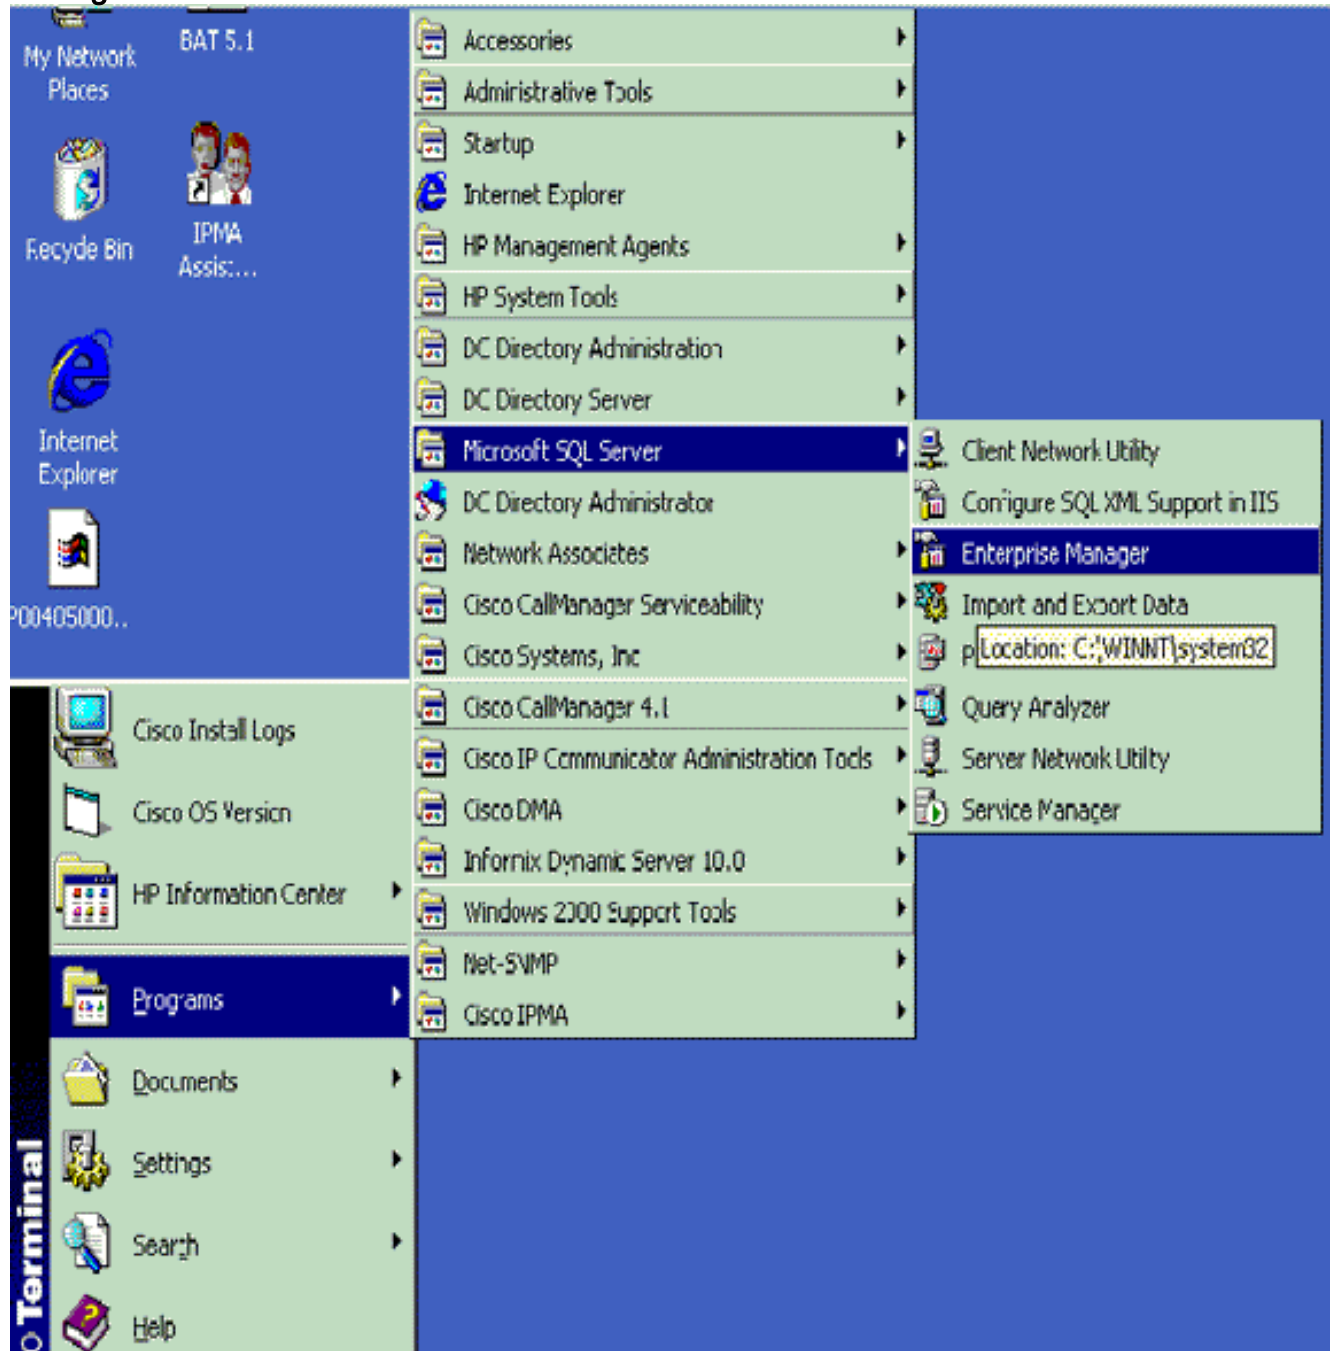 My Network
Places
BAT 5.1
Recycle Bin
IPMA
Assist...
Internet
Explorer
P00405000..
Cisco Install Logs
Cisco OS Version
HP Information Center
Programs
Documents
Settings
Search
Help
Terminal
Accessories
Administrative Tools
Startup
Internet Explorer
HP Management Agents
HP System Tools
DC Directory Administration
DC Directory Server
Microsoft SQL Server
DC Directory Administrator
Network Associates
Cisco CallManager Serviceability
Cisco Systems, Inc
Cisco CallManager 4.1
Cisco IP Communicator Administration Tools
Cisco DMA
Informix Dynamic Server 10.0
Windows 2000 Support Tools
Net-SNMP
Cisco IPMA
Client Network Utility
Configure SQL XML Support in IIS
Enterprise Manager
Import and Export Data
Location: C:\WINNT\system32
Query Analyzer
Server Network Utility
Service Manager